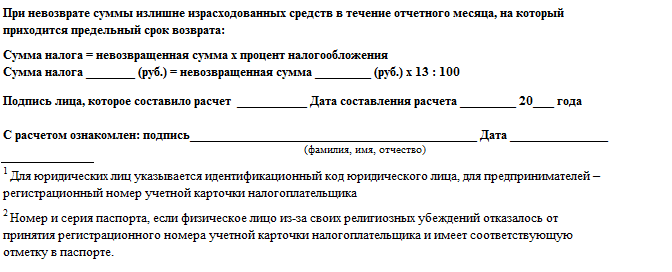 При невозврате суммы излишне израсходованных средств в течение отчетного месяца, на который
приходится предельный срок возврата:
Сумма налога = невозвращенная сумма х процент налогообложения
Сумма налога ________ (руб.) = невозвращенная сумма _________ (руб.) х 13 : 100
Подпись лица, которое составило расчет ___________ Дата составления расчета _________ 20___ года
С расчетом ознакомлен: подпись______________________________________________ Дата ________________
(фамилия, имя, отчество)
1 Для юридических лиц указывается идентификационный код юридического лица, для предпринимателей –
регистрационный номер учетной карточки налогоплательщика
2 Номер и серия паспорта, если физическое лицо из-за своих религиозных убеждений отказалось от
принятия регистрационного номера учетной карточки налогоплательщика и имеет соответствующую
отметку в паспорте.